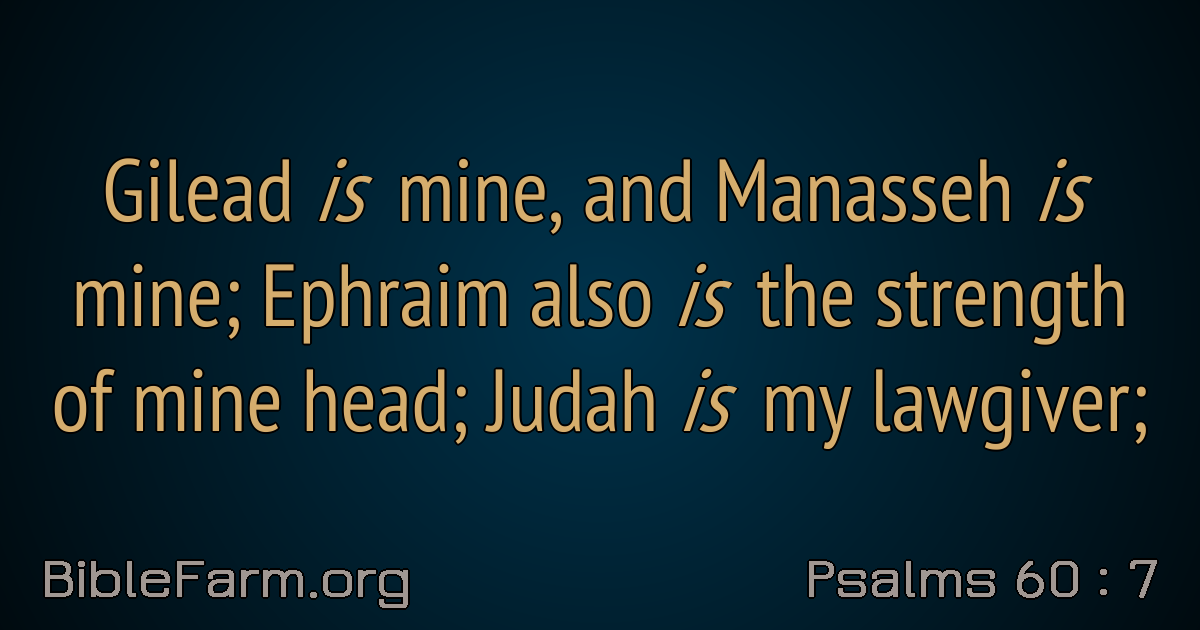 Gilead is mine, and Manasseh is
mine; Ephraim also is the strength
of mine head; Judah is my lawgiver;
BibleFarm.org
Psalms 60 : 7